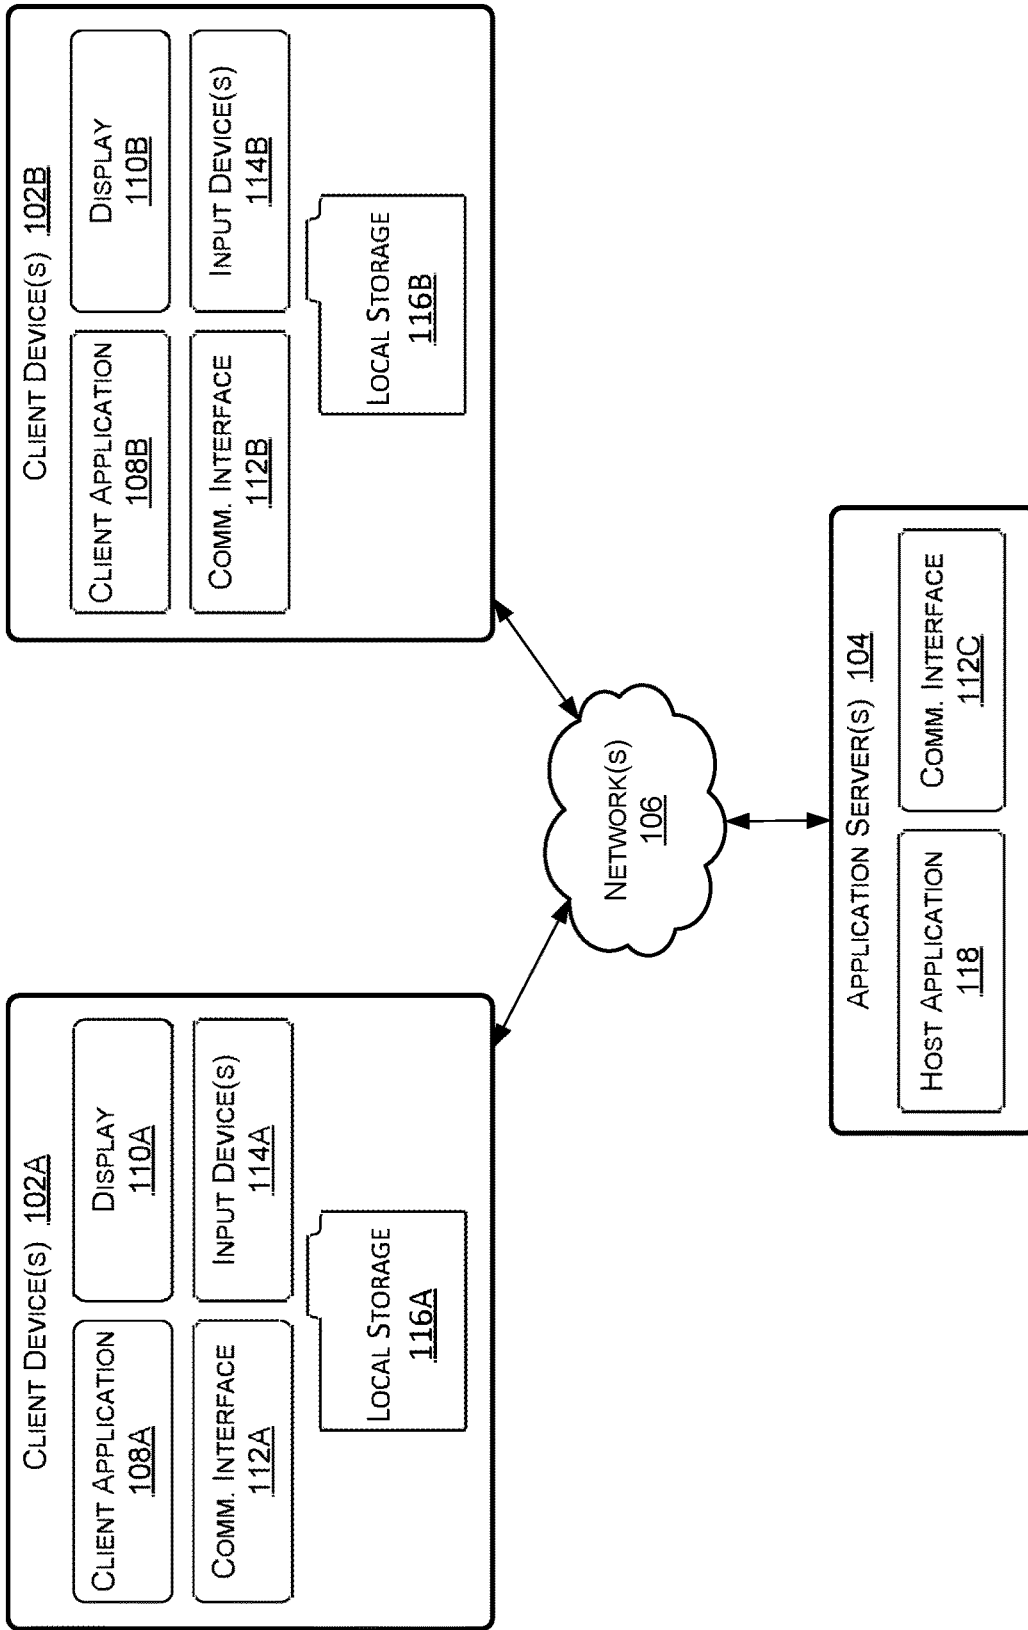 CLIENT DEVICE(S) 102A
CLIENT APPLICATION
108A
DISPLAY
110A
COMM. INTERFACE
112A
INPUT DEVICE(S)
114A
LOCAL STORAGE
116A
CLIENT DEVICE(S) 102B
CLIENT APPLICATION
108B
DISPLAY
110B
COMM. INTERFACE
112B
INPUT DEVICE(S)
114B
LOCAL STORAGE
116B
NETWORK(S)
106
APPLICATION SERVER(S) 104
HOST APPLICATION
118
COMM. INTERFACE
112C